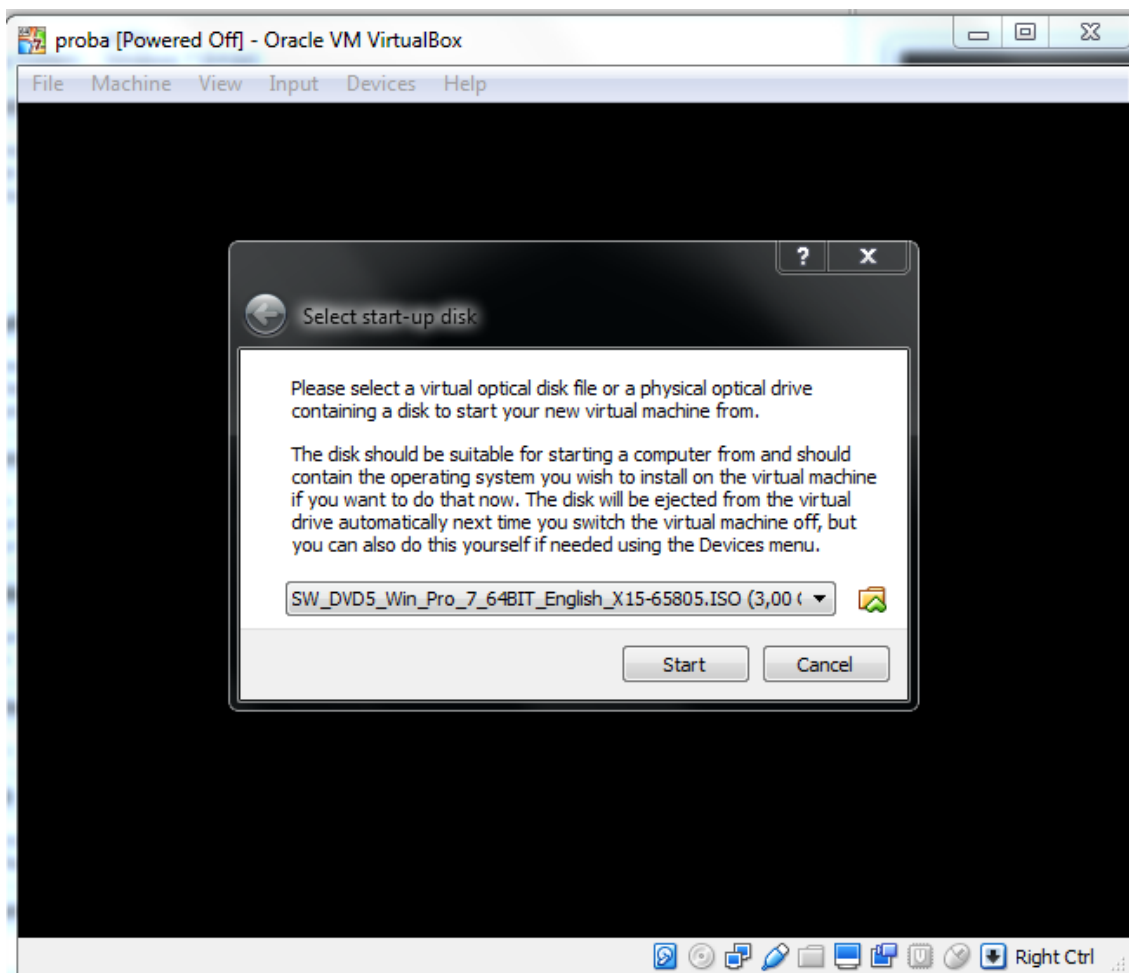 proba [Powered Off] - Oracle VM VirtualBox
File Machine View Input Devices Help
?
Select start-up disk
Please select a virtual optical disk file or a physical optical drive
containing a disk to start your new virtual machine from.
The disk should be suitable for starting a computer from and should
contain the operating system you wish to install on the virtual machine
if you want to do that now. The disk will be ejected from the virtual
drive automatically next time you switch the virtual machine off, but
you can also do this yourself if needed using the Devices menu.
SW_DVD5_Win_Pro_7_64BIT_English_X15-65805.ISO (3,00
Start Cancel
Right Ctrl